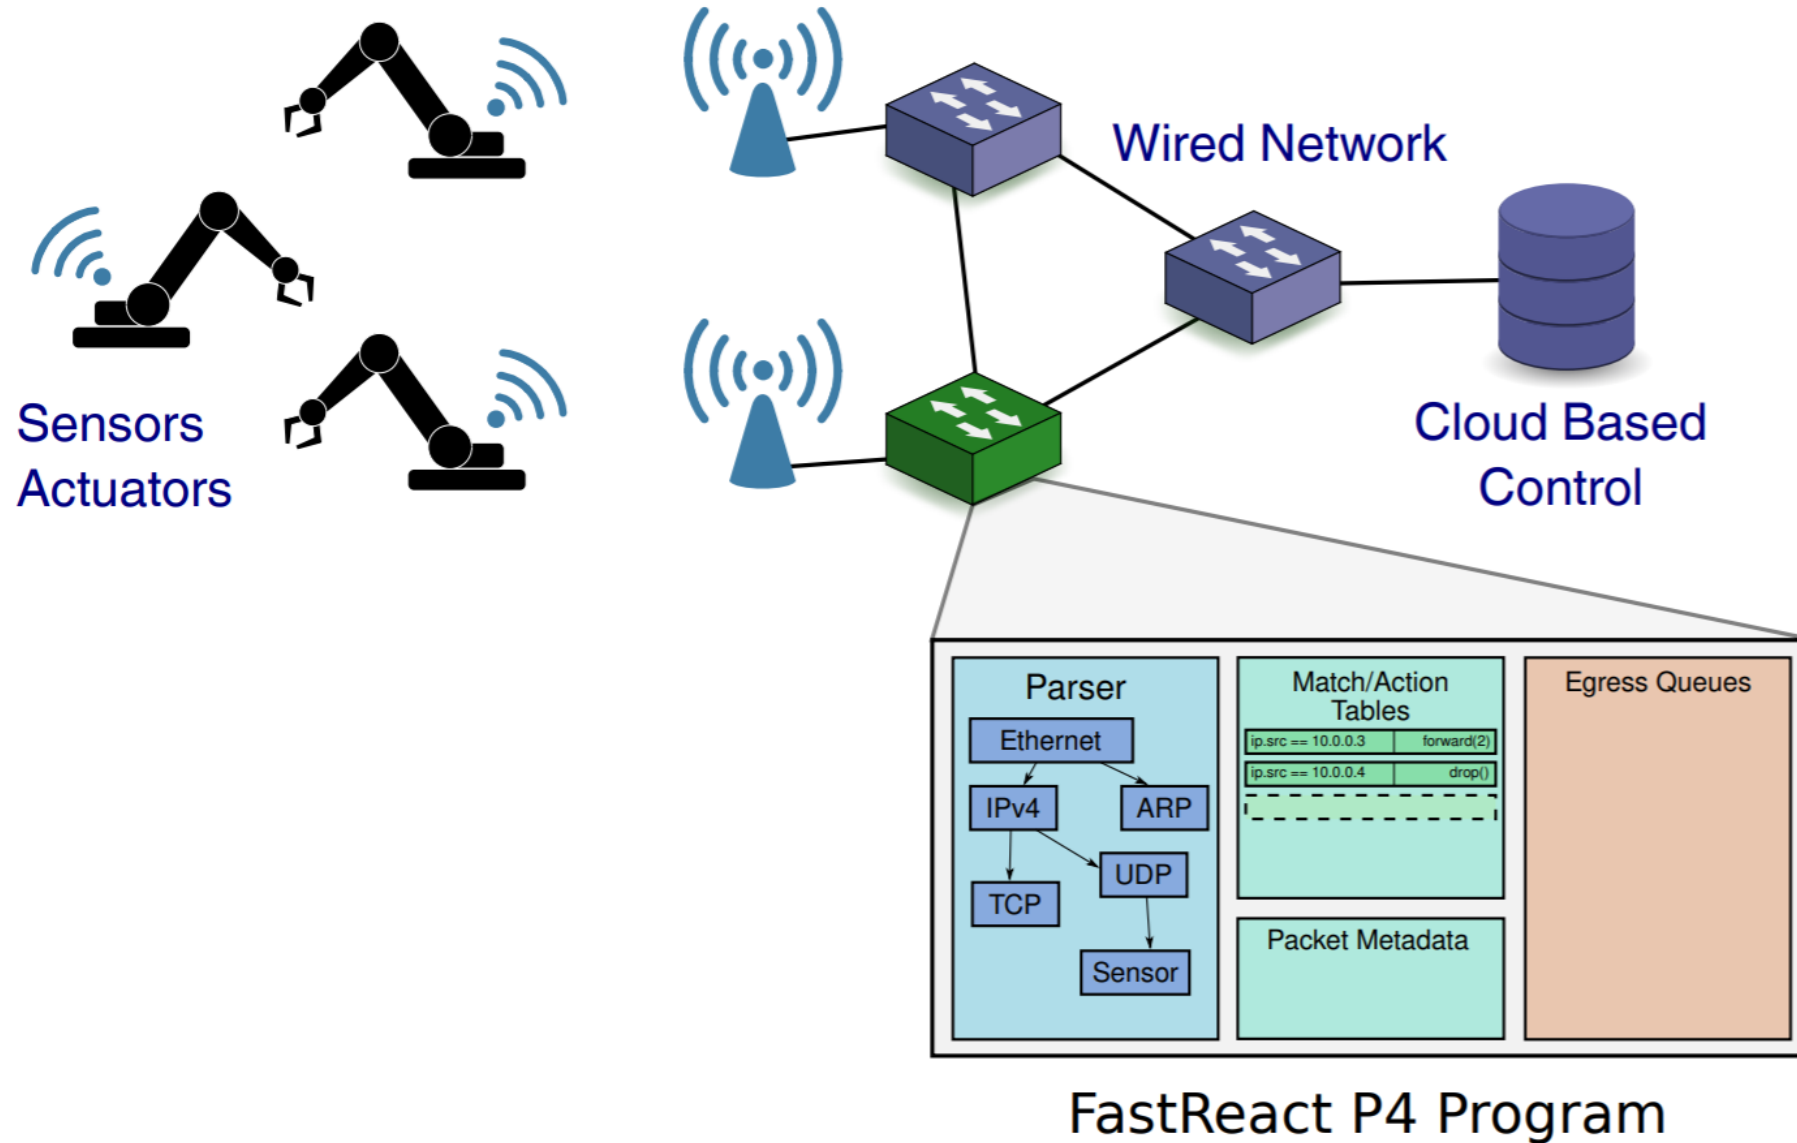 Wired Network
Sensors
Actuators
Cloud Based
Control
Parser
Ethernet
IPv4
ARP
UDP
TCP
Sensor
Match/Action
Tables
ip.src == 10.0.0.3 forward(2)
ip.src == 10.0.0.4 drop()
Packet Metadata
Egress Queues
FastReact P4 Program